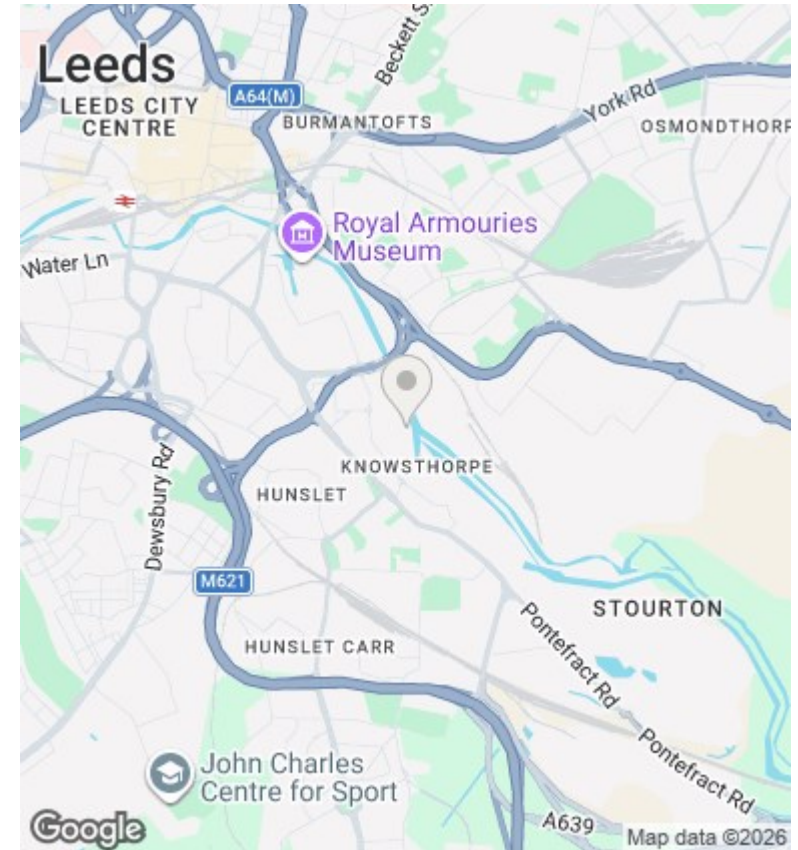 Leeds
LEEDS CITY
CENTRE
A64(M)
BURMANTOFTS
Beckett S
York Rd
OSMONDTHORP
Royal Armouries
Museum
Water Ln
KNOWSTHORPE
HUNSLET
Dewsbury Rd
M621
STOURTON
HUNSLET CARR
Pontefract Rd
Pontefract Rd
John Charles
Centre for Sport
A639
Google
Map data ©2026